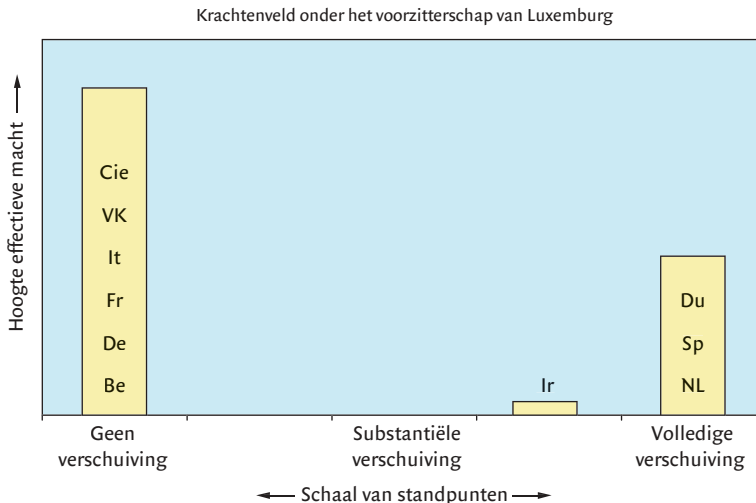 Krachtenveld onder het voorzitterschap van Luxemburg
Hoogte effectieve macht
Cie
VK
It
Fr
De
Be
Ir
Du
Sp
NL
Geen
verschuiving
Substantiële
verschuiving
Volledige
verschuiving
Schaal van standpunten